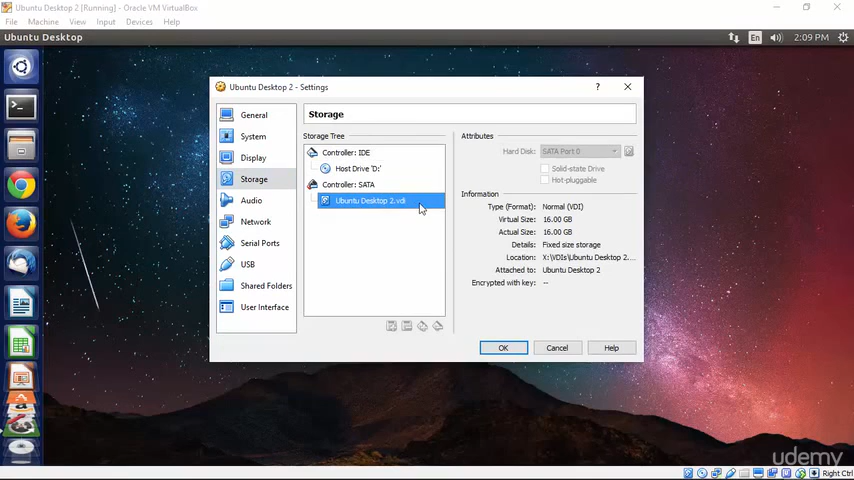 Ubuntu Desktop 2 [Running] - Oracle VM VirtualBox
File Machine View Input Devices Help
Ubuntu Desktop En 2:09 PM
Ubuntu Desktop 2 - Settings ?
General
System
Display
Storage
Audio
Network
Serial Ports
USB
Shared Folders
User Interface
Storage
Storage Tree
Controller: IDE
Host Drive 'D:'
Controller: SATA
Ubuntu Desktop 2.vdi
Attributes
Hard Disk: SATA Port 0
Solid-state Drive
Hot-pluggable
Information
Type (Format): Normal (VDI)
Virtual Size: 16.00 GB
Actual Size: 16.00 GB
Details: Fixed size storage
Location: X:\VDIs\Ubuntu Desktop 2....
Attached to: Ubuntu Desktop 2
Encrypted with key: --
OK Cancel Help
udemy
Right Ctrl